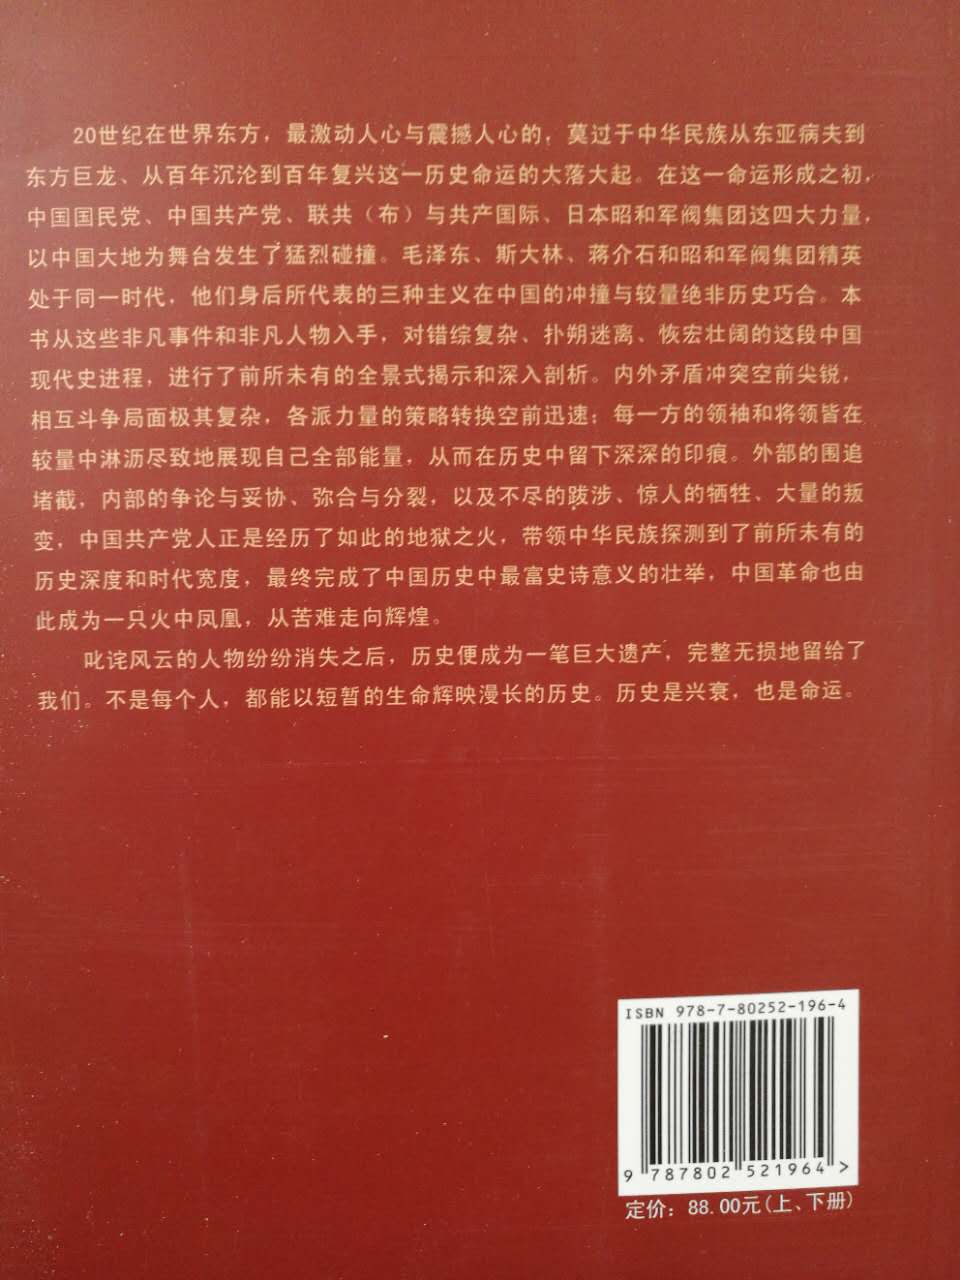 20世纪在世界东方，最激动人心与震撼人心的，莫过于中华民族从东亚病夫到
东方巨龙、从百年沉沦到百年复兴这一历史命运的大落大起。在这一命运形成之初，
中国国民党、中国共产党、联共（布）与共产国际、日本昭和军阀集团这四大力量，
以中国大地为舞台发生了猛烈碰撞。毛泽东、斯大林、蒋介石和昭和军阀集团精英
处于同一时代，他们身后所代表的三种主义在中国的冲撞与较量绝非历史巧合。本
书从这些非凡事件和非凡人物入手，对错综复杂、扑朔迷离、恢宏壮阔的这段中国
现代史进程，进行了前所未有的全景式揭示和深入剖析。内外矛盾冲突空前尖锐，
相互斗争局面极其复杂，各派力量的策略转换空前迅速；每一方的领袖和将领皆在
较量中淋沥尽致地展现自己全部能量，从而在历史中留下深深的印痕。外部的围追
堵截，内部的争论与妥协、弥合与分裂，以及不尽的跋涉、惊人的牺牲、大量的叛
变，中国共产党人正是经历了如此的地狱之火，带领中华民族探测到了前所未有的
历史深度和时代宽度，最终完成了中国历史中最富史诗意义的壮举，中国革命也由
此成为一只火中凤凰，从苦难走向辉煌。
叱诧风云的人物纷纷消失之后，历史便成为一笔巨大遗产，完整无损地留给了
我们。不是每个人，都能以短暂的生命辉映漫长的历史。历史是兴衰，也是命运。
ISBN 978-7-80252-196-4
9 787802 521964 >
定价：88.00元(上、下册)